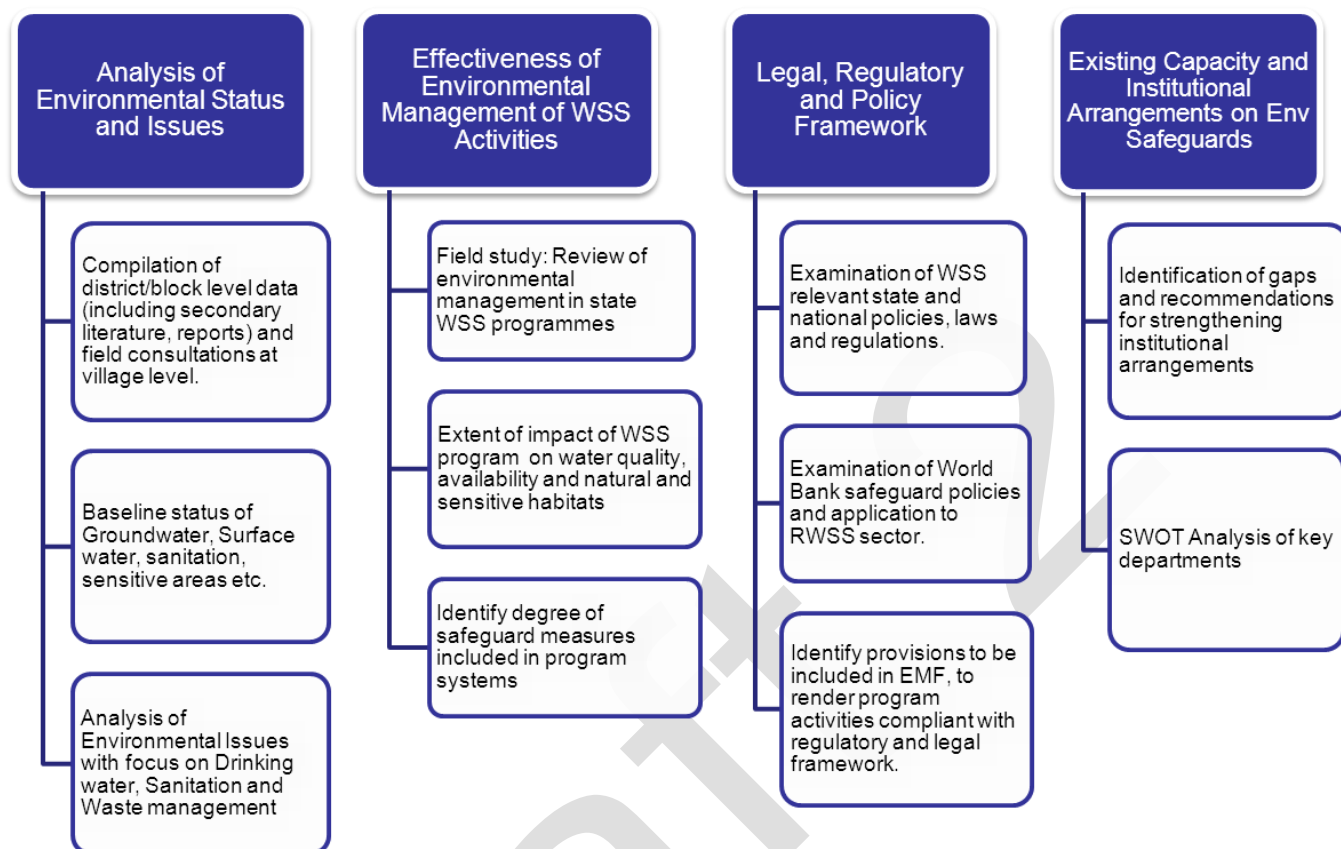 Analysis of
Environmental Status
and Issues
Compilation of
district/block level data
(including secondary
literature, reports) and
field consultations at
village level.
Baseline status of
Groundwater, Surface
water, sanitation,
sensitive areas etc.
Analysis of
Environmental Issues
with focus on Drinking
water, Sanitation and
Waste management
Effectiveness of
Environmental
Management of WSS
Activities
Field study: Review of
environmental
management in state
WSS programmes
Extent of impact of WSS
program on water quality,
availability and natural and
sensitive habitats
Identify degree of
safeguard measures
included in program
systems
Legal, Regulatory
and Policy
Framework
Examination of WSS
relevant state and
national policies, laws
and regulations.
Examination of World
Bank safeguard policies
and application to
RWSS sector.
Identify provisions to be
included in EMF, to
render program
activities compliant with
regulatory and legal
framework.
Existing Capacity and
Institutional
Arrangements on Env
Safeguards
Identification of gaps
and recommendations
for strengthening
institutional
arrangements
SWOT Analysis of key
departments